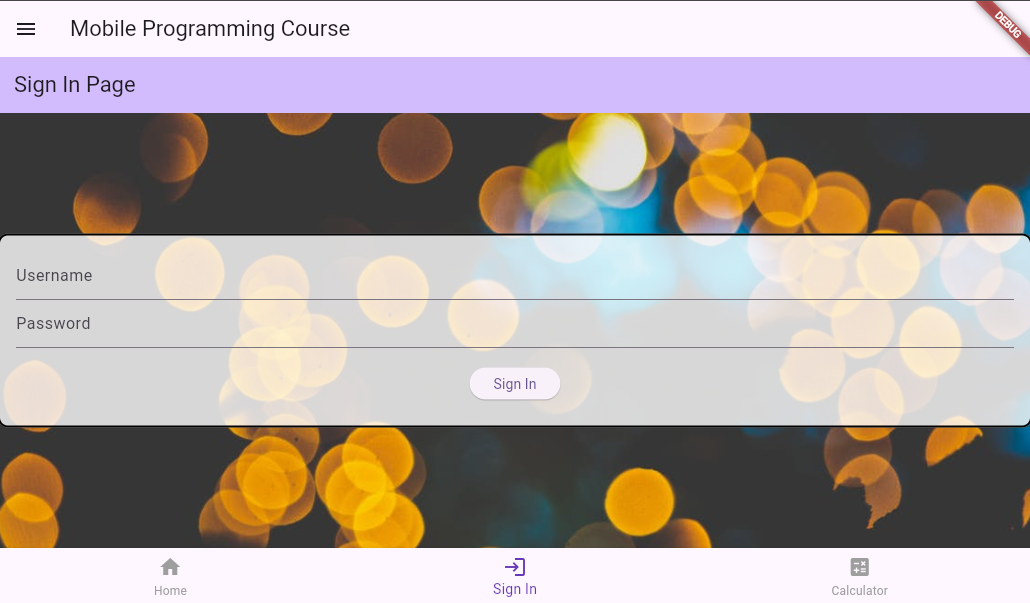 Mobile Programming Course
DEBUG
Sign In Page
Username
Password
Sign In
Home
Sign In
Calculator